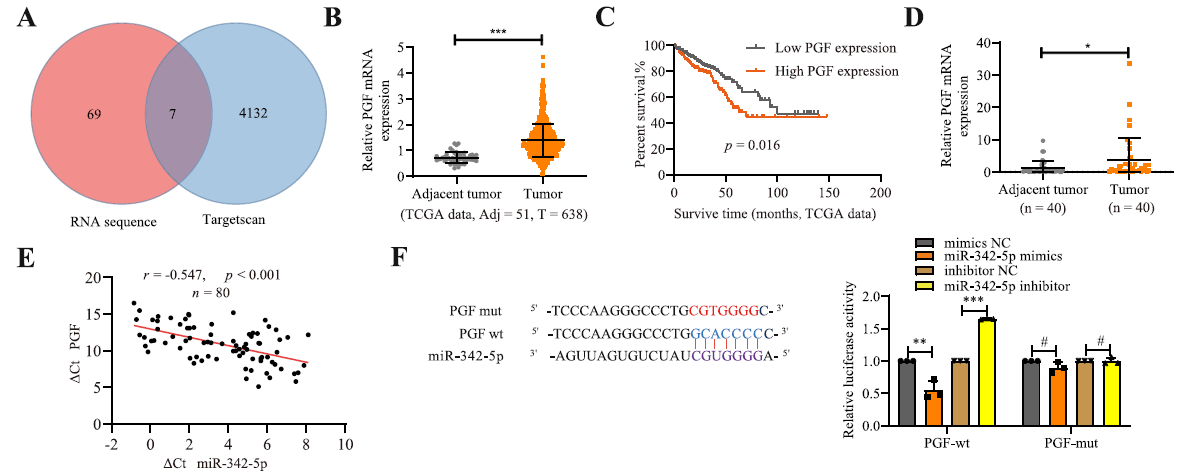 A
69
7
4132
RNA sequence
Targetscan
B
Relative PGF mRNA
expression
5
4
3
2
1
0
***
Adjacent tumor
Tumor
(TCGA data, Adj = 51, T = 638)
C
Percent survival%
100
80
60
40
20
0
Low PGF expression
High PGF expression
p = 0.016
0
50
100
150
200
Survive time (months, TCGA data)
D
Relative PGF mRNA
expression
40
30
20
10
0
*
Adjacent tumor
(n = 40)
Tumor
(n = 40)
E
r = -0.547, p < 0.001
n = 80
ΔCt PGF
20
15
10
5
0
-2
0
2
4
6
8
10
ΔCt miR-342-5p
F
PGF mut 5' -TCCCAAGGGCCCTGCGTGGGGC- 3'
PGF wt 5' -TCCCAAGGGCCCTGGCACCCCC- 3'
miR-342-5p 3' -AGUUAGUGUCUAUCGUGGGGA- 5'
mimics NC
miR-342-5p mimics
inhibitor NC
miR-342-5p inhibitor
Relative luciferase acitivity
2.0
1.5
1.0
0.5
0.0
**
***
#
#
PGF-wt
PGF-mut